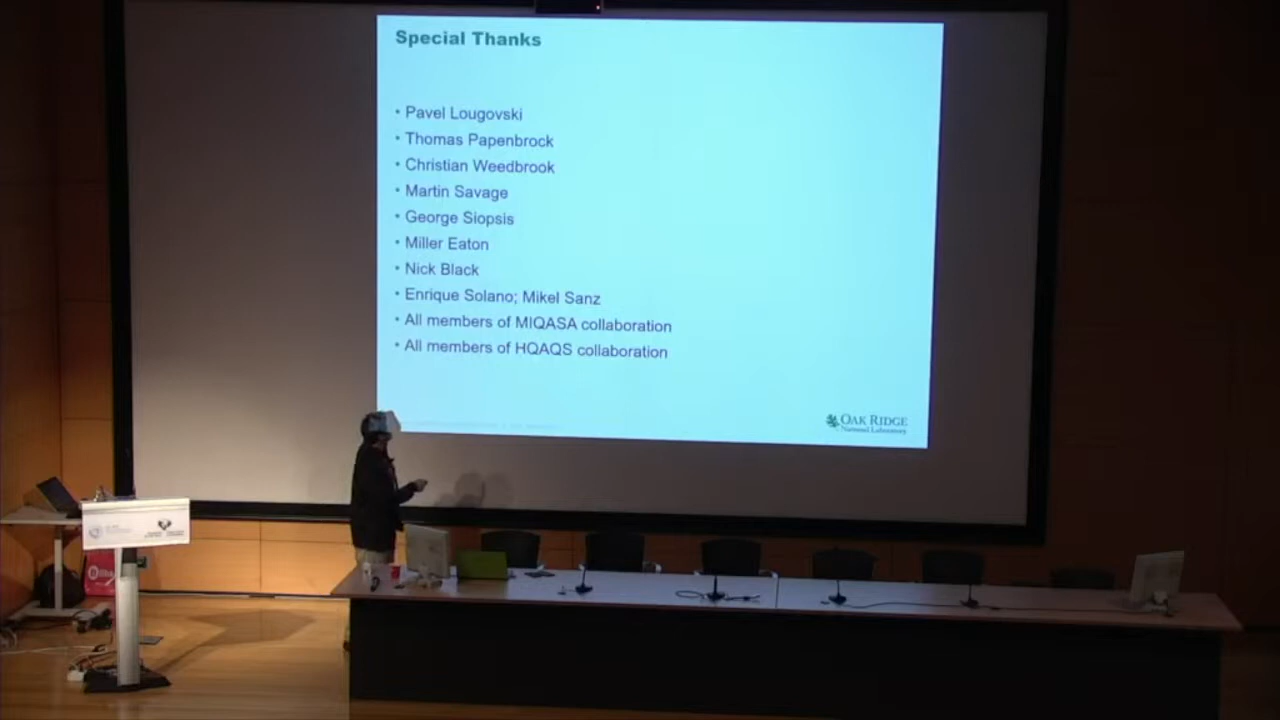 Special Thanks
• Pavel Lougovski
• Thomas Papenbrock
• Christian Weedbrook
• Martin Savage
• George Siopsis
• Miller Eaton
• Nick Black
• Enrique Solano; Mikel Sanz
• All members of MIQASA collaboration
• All members of HQAQS collaboration
OAK RIDGE
National Laboratory